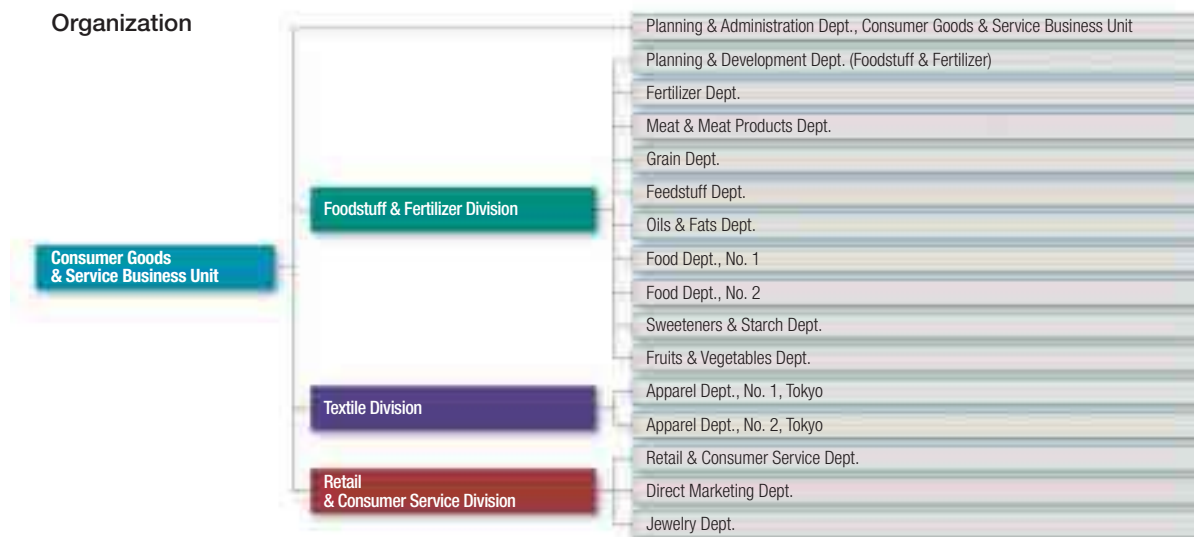 Organization
Planning & Administration Dept., Consumer Goods & Service Business Unit
Planning & Development Dept. (Foodstuff & Fertilizer)
Fertilizer Dept.
Meat & Meat Products Dept.
Grain Dept.
Foodstuff & Fertilizer Division
Feedstuff Dept.
Oils & Fats Dept.
Consumer Goods
& Service Business Unit
Food Dept., No. 1
Food Dept., No. 2
Sweeteners & Starch Dept.
Fruits & Vegetables Dept.
Textile Division
Apparel Dept., No. 1, Tokyo
Apparel Dept., No. 2, Tokyo
Retail
& Consumer Service Division
Retail & Consumer Service Dept.
Direct Marketing Dept.
Jewelry Dept.